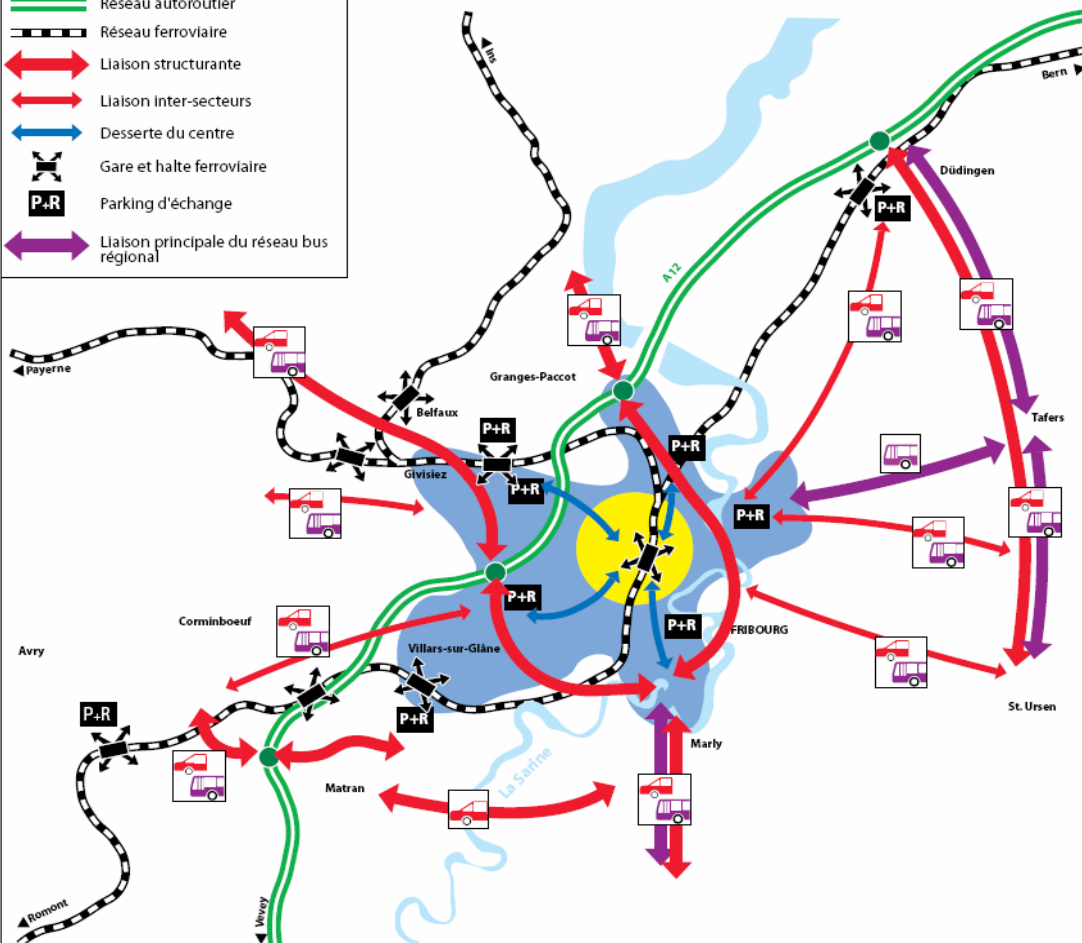 Réseau autoroutier
Réseau ferroviaire
Liaison structurante
Liaison inter-secteurs
Desserte du centre
Gare et halte ferroviaire
P+R
Parking d'échange
Liaison principale du réseau bus
régional
Ins
Bern
Düdingen
P+R
A12
Payerne
Granges-Paccot
Belfaux
Tafers
P+R
P+R
Givisiez
P+R
P+R
P+R
Corminboeuf
P+R
FRIBOURG
Avry
Villars-sur-Glâne
St. Ursen
P+R
P+R
Marly
La Sarine
Matran
Romont
Vevey